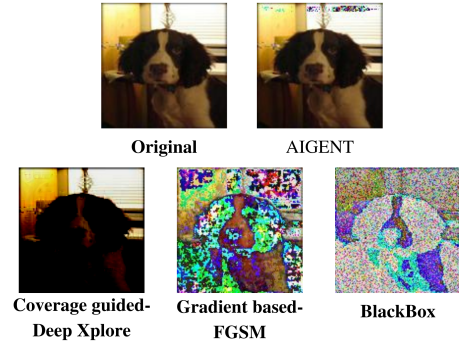 Original
AIGENT
Coverage guided-
Deep Xplore
Gradient based-
FGSM
BlackBox